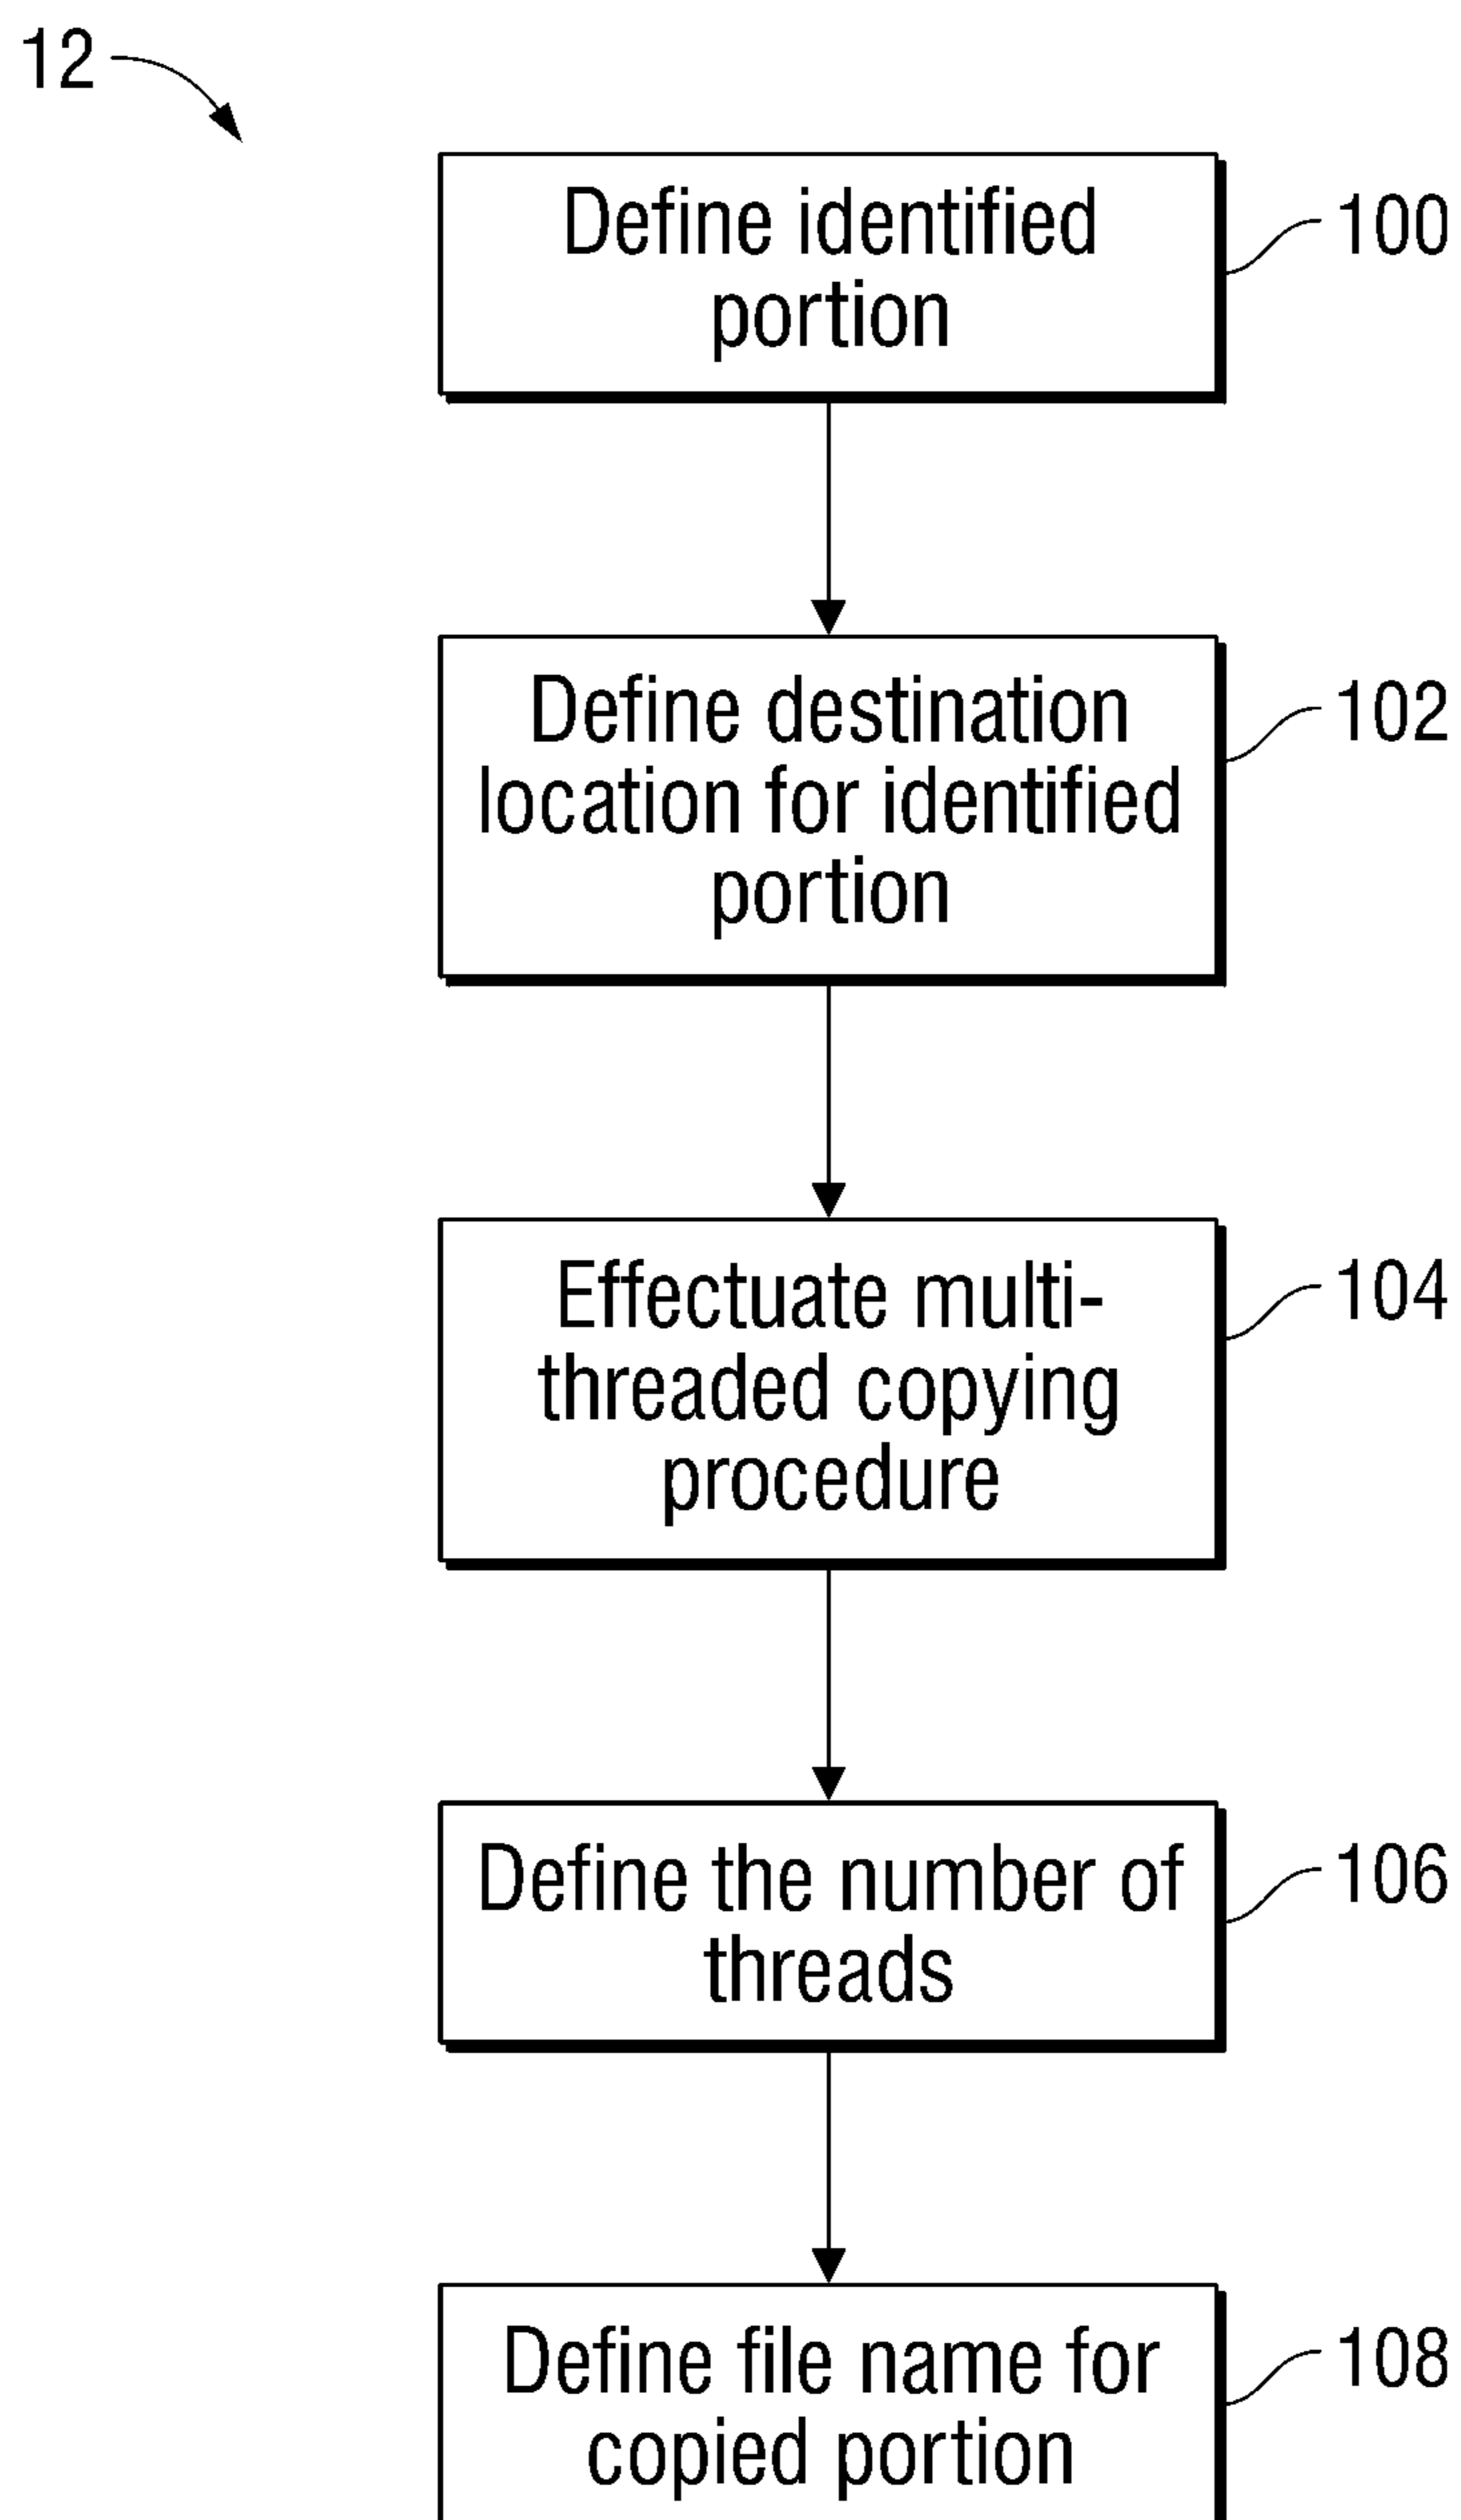 12
Define identified
portion
100
Define destination
location for identified
portion
102
Effectuate multi-
threaded copying
procedure
104
Define the number of
threads
106
Define file name for
copied portion
108